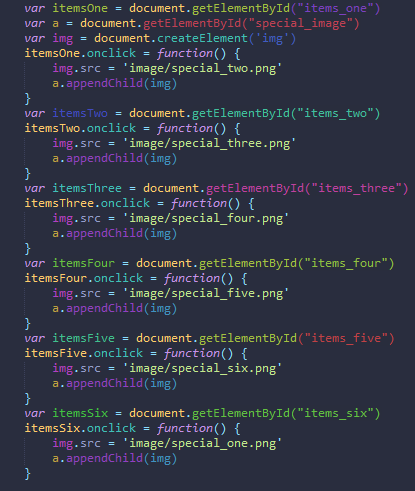 var itemsOne = document.getElementById("items_one")
var a = document.getElementById("special_image")
var img = document.createElement('img')
itemsOne.onclick = function() {
    img.src = 'image/special_two.png'
    a.appendChild(img)
}
var itemsTwo = document.getElementById("items_two")
itemsTwo.onclick = function() {
    img.src = 'image/special_three.png'
    a.appendChild(img)
}
var itemsThree = document.getElementById("items_three")
itemsThree.onclick = function() {
    img.src = 'image/special_four.png'
    a.appendChild(img)
}
var itemsFour = document.getElementById("items_four")
itemsFour.onclick = function() {
    img.src = 'image/special_five.png'
    a.appendChild(img)
}
var itemsFive = document.getElementById("items_five")
itemsFive.onclick = function() {
    img.src = 'image/special_six.png'
    a.appendChild(img)
}
var itemsSix = document.getElementById("items_six")
itemsSix.onclick = function() {
    img.src = 'image/special_one.png'
    a.appendChild(img)
}